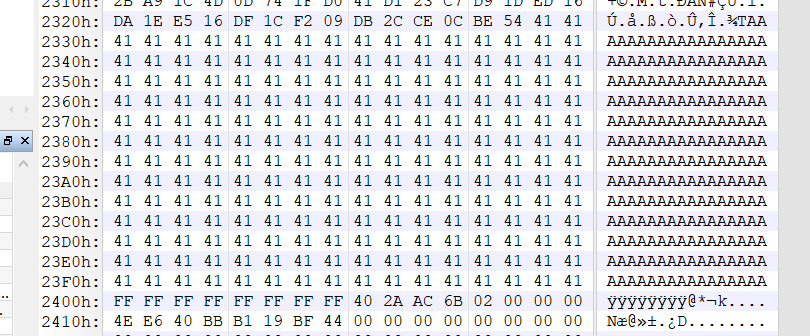 2310h: 2B A9 1C 4D 0D 74 1F D0 41 D1 23 C7 D9 1D ED 16
2320h: DA 1E E5 16 DF 1C F2 09 DB 2C CE 0C BE 54 41 41 Ú.å.ß.ò.Û,Î.¾TAA
2330h: 41 41 41 41 41 41 41 41 41 41 41 41 41 41 41 41 AAAAAAAAAAAAAAAA
2340h: 41 41 41 41 41 41 41 41 41 41 41 41 41 41 41 41 AAAAAAAAAAAAAAAA
2350h: 41 41 41 41 41 41 41 41 41 41 41 41 41 41 41 41 AAAAAAAAAAAAAAAA
2360h: 41 41 41 41 41 41 41 41 41 41 41 41 41 41 41 41 AAAAAAAAAAAAAAAA
2370h: 41 41 41 41 41 41 41 41 41 41 41 41 41 41 41 41 AAAAAAAAAAAAAAAA
2380h: 41 41 41 41 41 41 41 41 41 41 41 41 41 41 41 41 AAAAAAAAAAAAAAAA
2390h: 41 41 41 41 41 41 41 41 41 41 41 41 41 41 41 41 AAAAAAAAAAAAAAAA
23A0h: 41 41 41 41 41 41 41 41 41 41 41 41 41 41 41 41 AAAAAAAAAAAAAAAA
23B0h: 41 41 41 41 41 41 41 41 41 41 41 41 41 41 41 41 AAAAAAAAAAAAAAAA
23C0h: 41 41 41 41 41 41 41 41 41 41 41 41 41 41 41 41 AAAAAAAAAAAAAAAA
23D0h: 41 41 41 41 41 41 41 41 41 41 41 41 41 41 41 41 AAAAAAAAAAAAAAAA
23E0h: 41 41 41 41 41 41 41 41 41 41 41 41 41 41 41 41 AAAAAAAAAAAAAAAA
23F0h: 41 41 41 41 41 41 41 41 41 41 41 41 41 41 41 41 AAAAAAAAAAAAAAAA
2400h: FF FF FF FF FF FF FF FF 40 2A AC 6B 02 00 00 00 ÿÿÿÿÿÿÿÿ@*¬k....
2410h: 4E E6 40 BB B1 19 BF 44 00 00 00 00 00 00 00 00 Næ@»±.¿D........